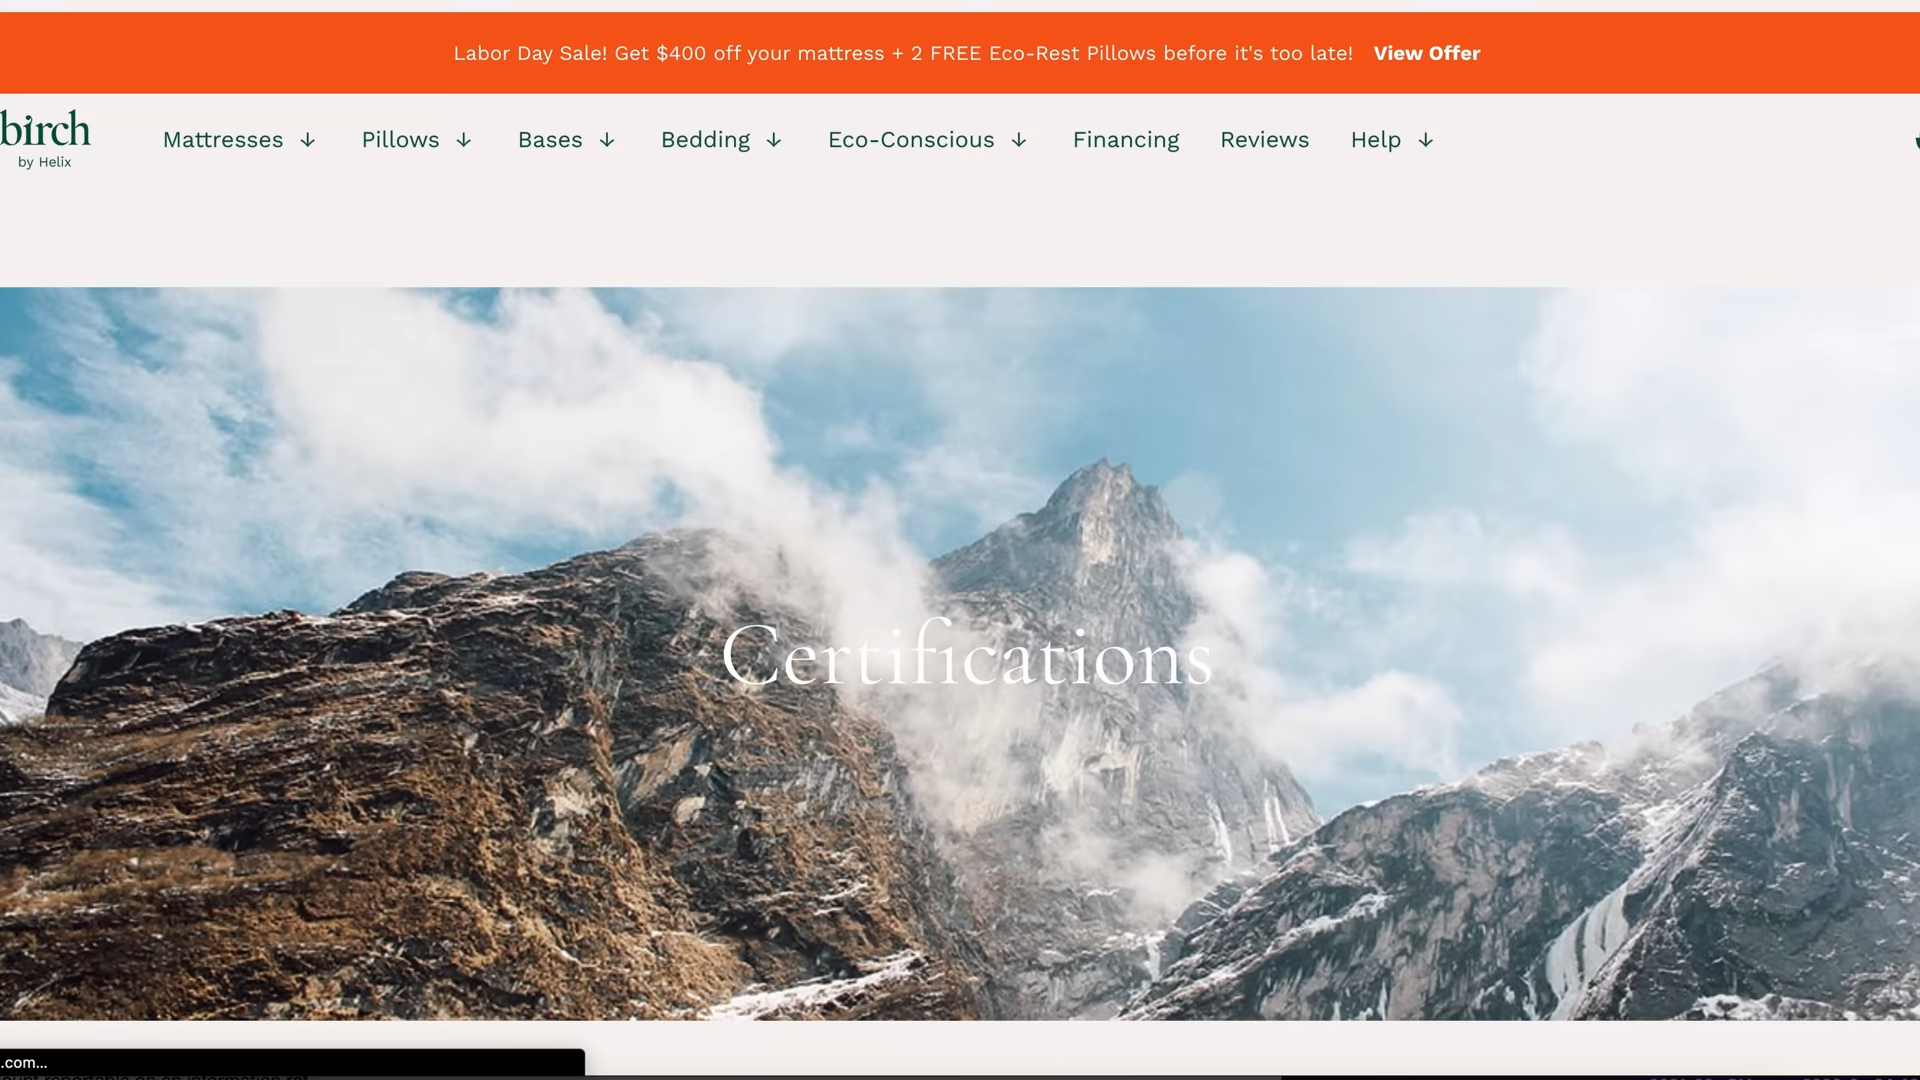 Labor Day Sale! Get $400 off your mattress + 2 FREE Eco-Rest Pillows before it's too late! View Offer
birch
by Helix
Mattresses Pillows Bases Bedding Eco-Conscious Financing Reviews Help
Certifications
.com...